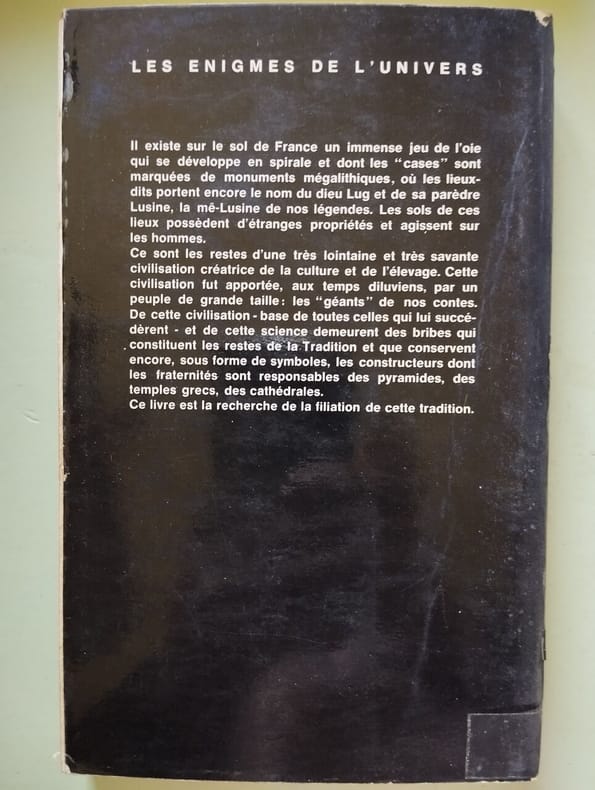 LES ENIGMES DE L'UNIVERS
Il existe sur le sol de France un immense jeu de l'oie
qui se développe en spirale et dont les "cases" sont
marquées de monuments mégalithiques, où les lieux-
dits portent encore le nom du dieu Lug et de sa parèdre
Lusine, la mê-Lusine de nos légendes. Les sols de ces
lieux possèdent d'étranges propriétés et agissent sur
les hommes.
Ce sont les restes d'une très lointaine et très savante
civilisation créatrice de la culture et de l'élevage. Cette
civilisation fut apportée, aux temps diluviens, par un
peuple de grande taille: les "géants" de nos contes.
De cette civilisation - base de toutes celles qui lui succé-
dèrent - et de cette science demeurent des bribes qui
constituent les restes de la Tradition et que conservent
encore, sous forme de symboles, les constructeurs dont
les fraternités sont responsables des pyramides, des
temples grecs, des cathédrales.
Ce livre est la recherche de la filiation de cette tradition.